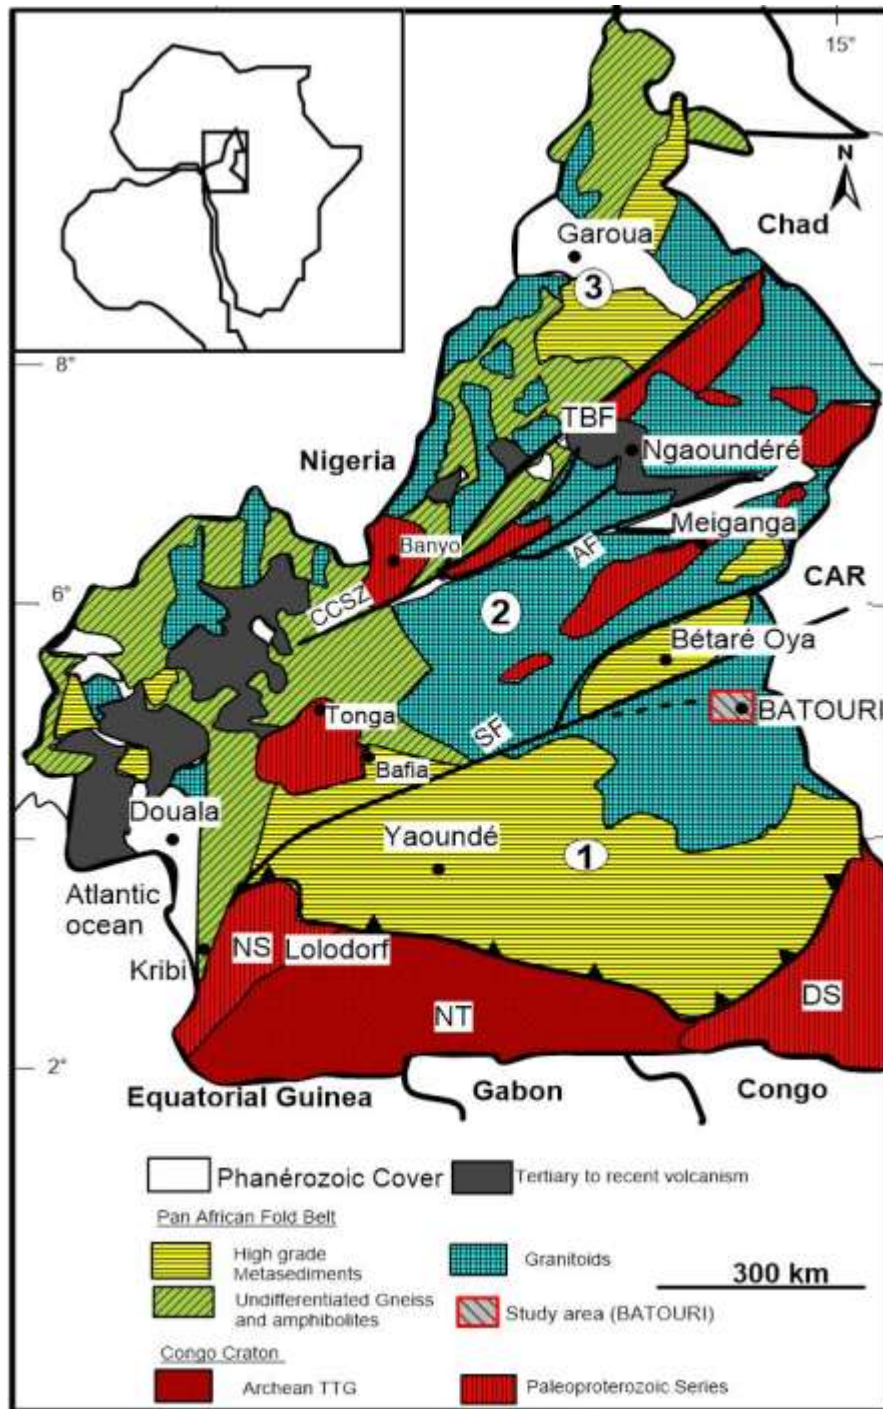 15°
N
Chad
Garoua
3
8°
TBF
Ngaoundéré
Nigeria
Meiganga
Banyo
AF
CAR
6°
CCSZ
2
Bétaré Oya
BATOURI
Tonga
SF
Bafia
Douala
Yaoundé
1
Atlantic
ocean
NS
Lolodorf
Kribi
DS
NT
2°
Equatorial Guinea
Gabon
Congo
Phanérozoic Cover
Tertiary to recent volcanism
Pan African Fold Belt
High grade
Metasediments
Granitoids
300 km
Undifferentiated Gneiss
and amphibolites
Study area (BATOURI)
Congo Craton
Archean TTG
Paleoproterozoic Series